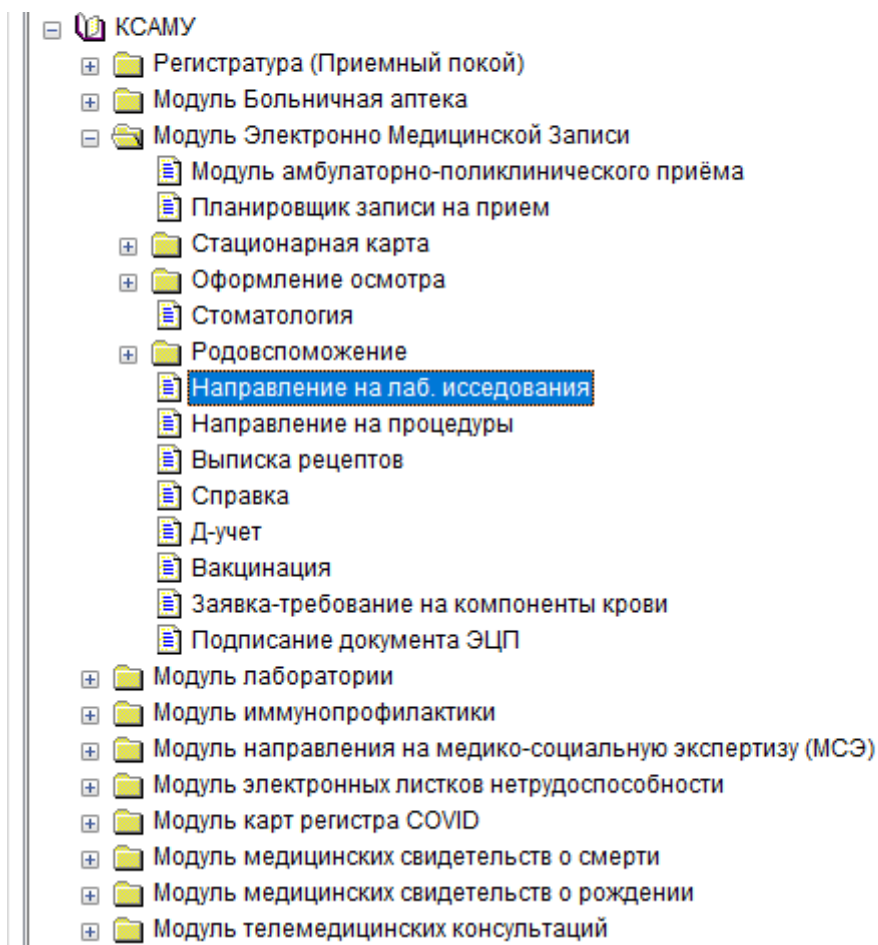 КСАМУ
Регистратура (Приемный покой)
Модуль Больничная аптека
Модуль Электронно Медицинской Записи
Модуль амбулаторно-поликлинического приёма
Планировщик записи на прием
Стационарная карта
Оформление осмотра
Стоматология
Родовспоможение
Направление на лаб. исседования
Направление на процедуры
Выписка рецептов
Справка
Д-учет
Вакцинация
Заявка-требование на компоненты крови
Подписание документа ЭЦП
Модуль лаборатории
Модуль иммунопрофилактики
Модуль направления на медико-социальную экспертизу (МСЭ)
Модуль электронных листков нетрудоспособности
Модуль карт регистра COVID
Модуль медицинских свидетельств о смерти
Модуль медицинских свидетельств о рождении
Модуль телемедицинских консультаций